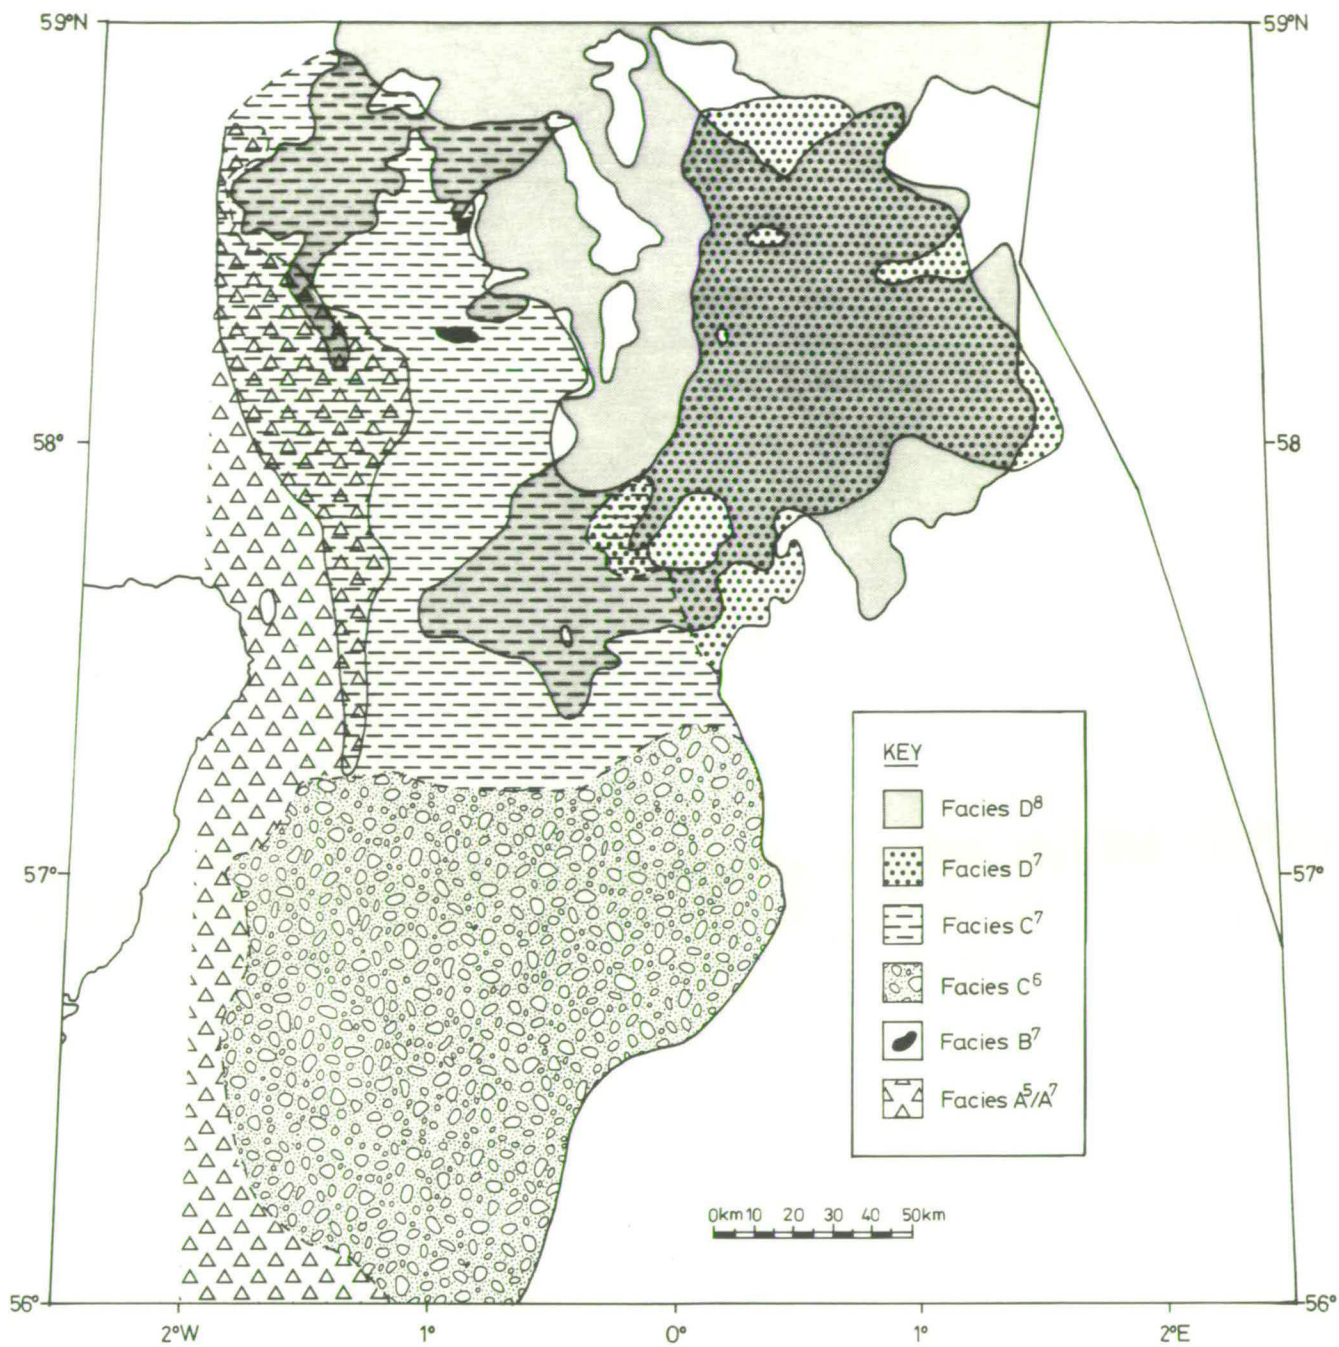 59°N
59°N
58°
58
KEY
Facies D⁸
Facies D⁷
57°
57°
Facies C⁷
Facies C⁶
Facies B⁷
Facies A⁵/A⁷
0km 10 20 30 40 50km
56°
56°
2°W
1°
0°
1°
2°E